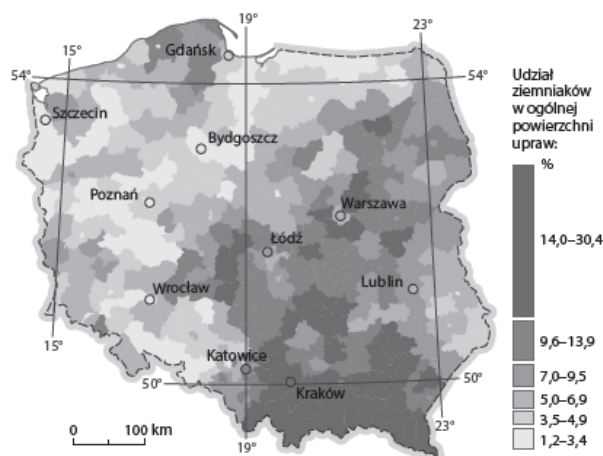 19°
23°
15°
Gdańsk
54°
54°
Szczecin
Bydgoszcz
Poznań
Warszawa
Łódź
Wrocław
Lublin
15°
Katowice
50°
50°
Kraków
23°
19°
0 100 km
Udział
ziemniaków
w ogólnej
powierzchni
upraw:
%
14,0–30,4
9,6–13,9
7,0–9,5
5,0–6,9
3,5–4,9
1,2–3,4